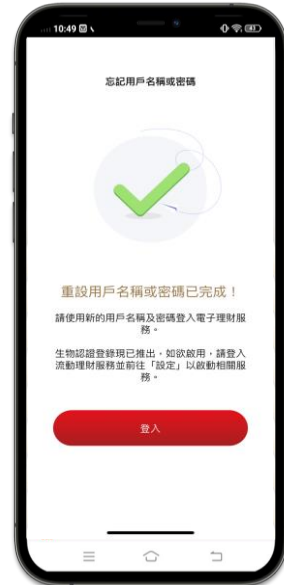 10:49
忘記用戶名稱或密碼
重設用戶名稱或密碼已完成！
請使用新的用戶名稱及密碼登入電子理財服
務。
生物認證登錄現已推出，如欲啟用，請登入
流動理財服務並前往「設定」以啟動相關服
務。
登入